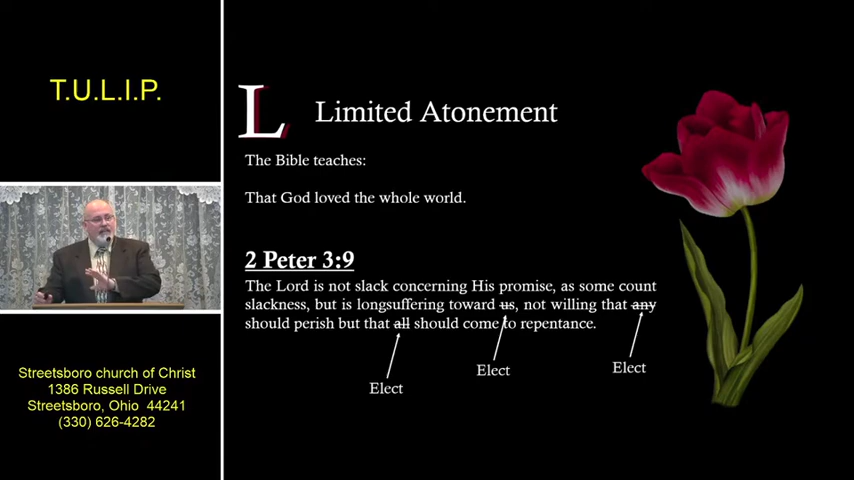 T.U.L.I.P.
L Limited Atonement
The Bible teaches:
That God loved the whole world.
2 Peter 3:9
The Lord is not slack concerning His promise, as some count
slackness, but is longsuffering toward us, not willing that any
should perish but that all should come to repentance.
Elect
Elect
Elect
Streetsboro church of Christ
1386 Russell Drive
Streetsboro, Ohio 44241
(330) 626-4282